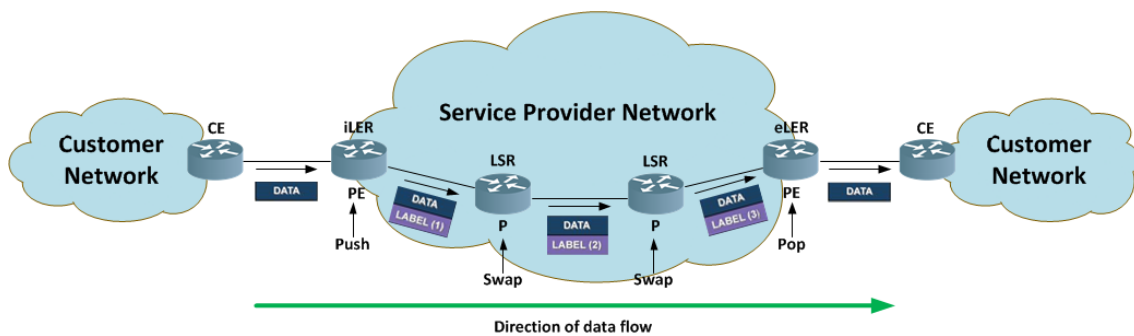 Service Provider Network
Customer
Network
CE
iLER
PE
Push
DATA
DATA
LABEL (1)
LSR
P
Swap
DATA
LABEL (2)
LSR
P
Swap
DATA
LABEL (3)
eLER
PE
Pop
DATA
CE
Customer
Network
Direction of data flow